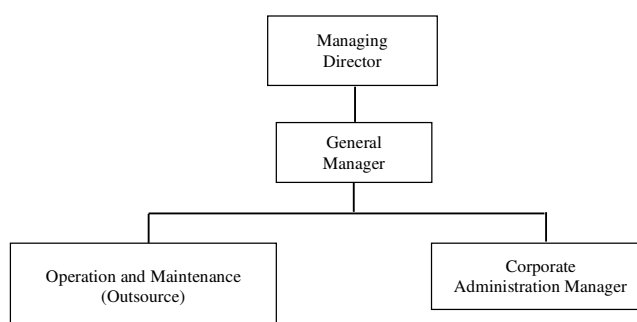 Managing
Director
General
Manager
Operation and Maintenance
(Outsource)
Corporate
Administration Manager